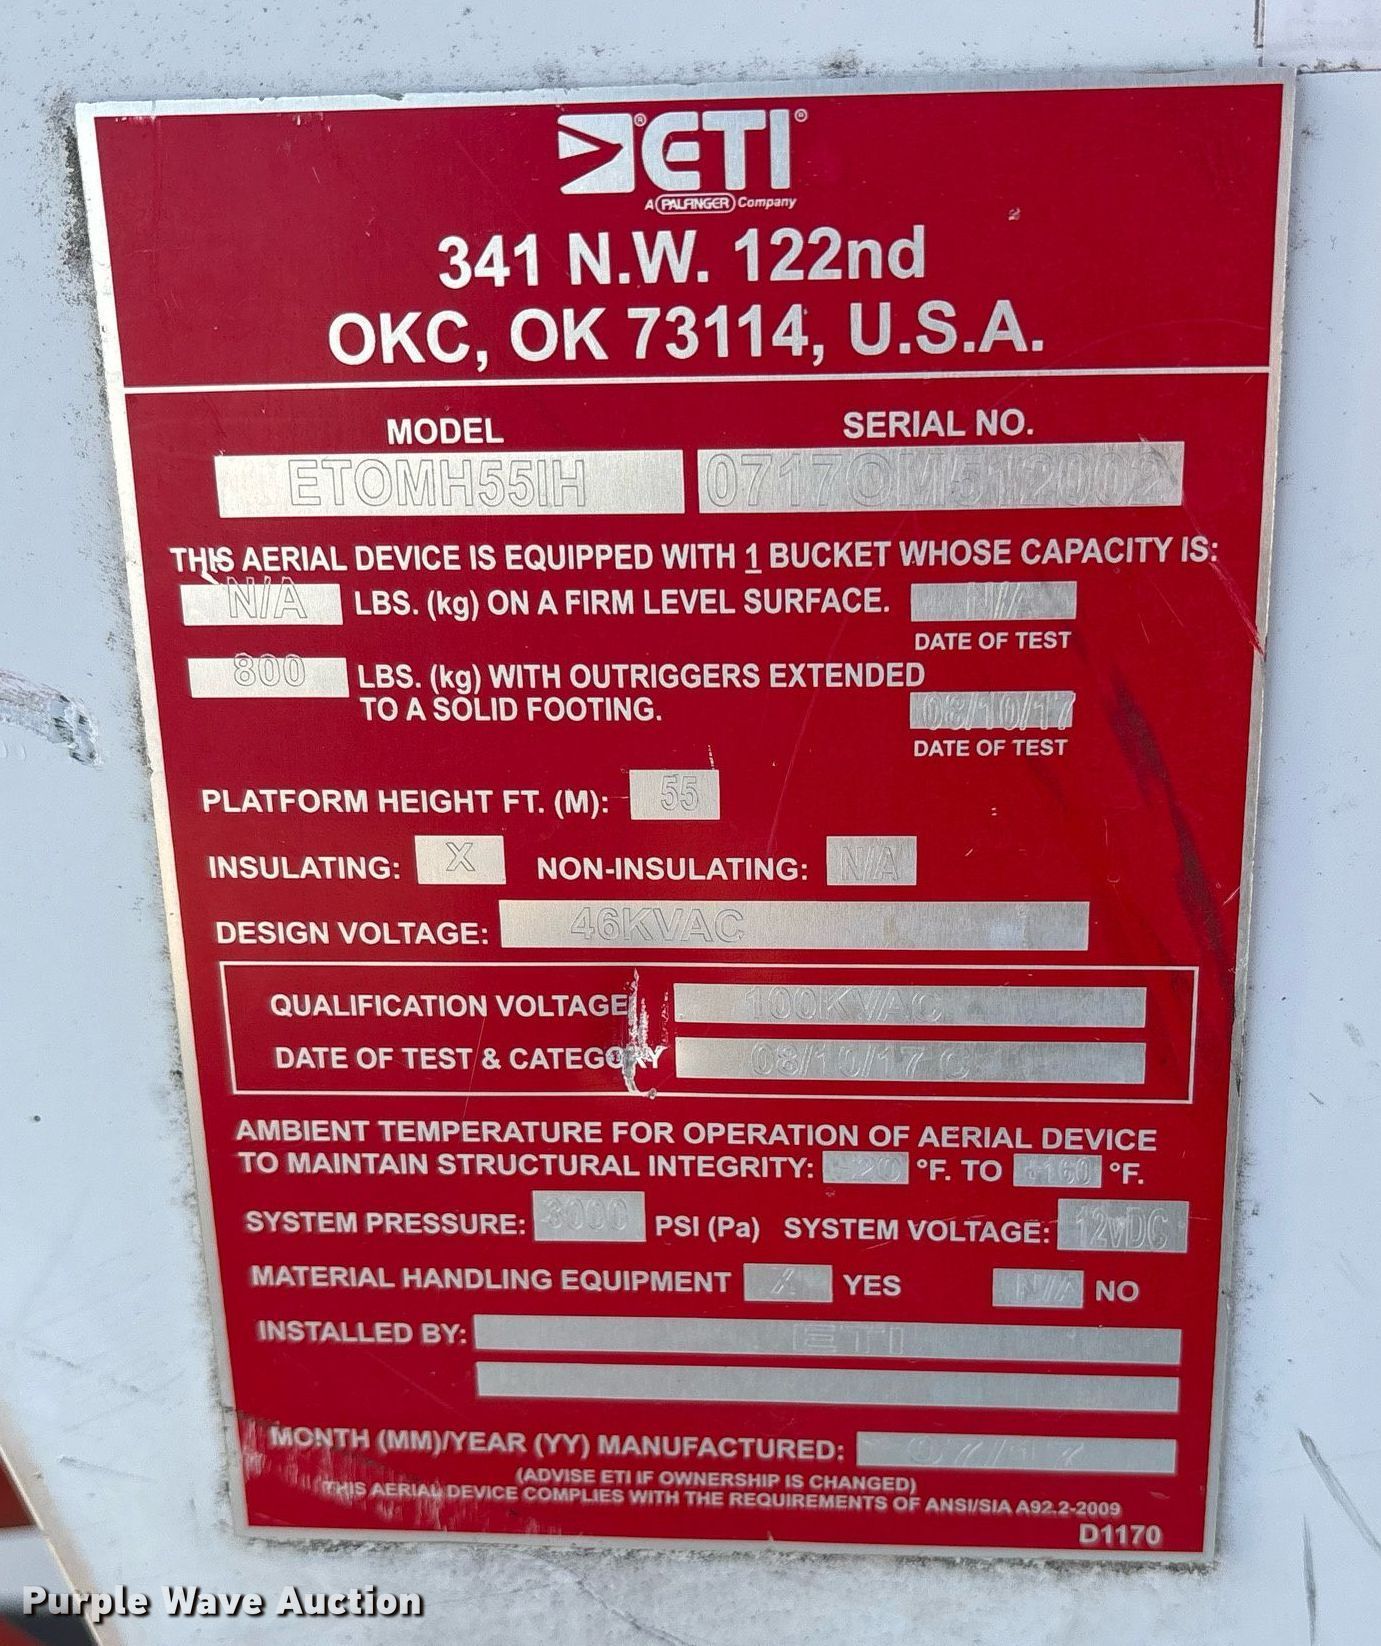 ETI
A PALFINGER Company
341 N.W. 122nd
OKC, OK 73114, U.S.A.
MODEL SERIAL NO.
ETOMH55IH 0717OM512002
THIS AERIAL DEVICE IS EQUIPPED WITH 1 BUCKET WHOSE CAPACITY IS:
N/A LBS. (kg) ON A FIRM LEVEL SURFACE. N/A
DATE OF TEST
800 LBS. (kg) WITH OUTRIGGERS EXTENDED
TO A SOLID FOOTING. 08/10/17
DATE OF TEST
PLATFORM HEIGHT FT. (M): 55
INSULATING: X NON-INSULATING: N/A
DESIGN VOLTAGE: 46KVAC
QUALIFICATION VOLTAGE 100KVAC
DATE OF TEST & CATEGORY 08/10/17 C
AMBIENT TEMPERATURE FOR OPERATION OF AERIAL DEVICE
TO MAINTAIN STRUCTURAL INTEGRITY: °F. TO +160 °F.
SYSTEM PRESSURE: 3000 PSI (Pa) SYSTEM VOLTAGE: 12vDC
MATERIAL HANDLING EQUIPMENT X YES N/A NO
INSTALLED BY: ETI
MONTH (MM)/YEAR (YY) MANUFACTURED: 07/17
(ADVISE ETI IF OWNERSHIP IS CHANGED)
THIS AERIAL DEVICE COMPLIES WITH THE REQUIREMENTS OF ANSI/SIA A92.2-2009
D1170
Purple Wave Auction